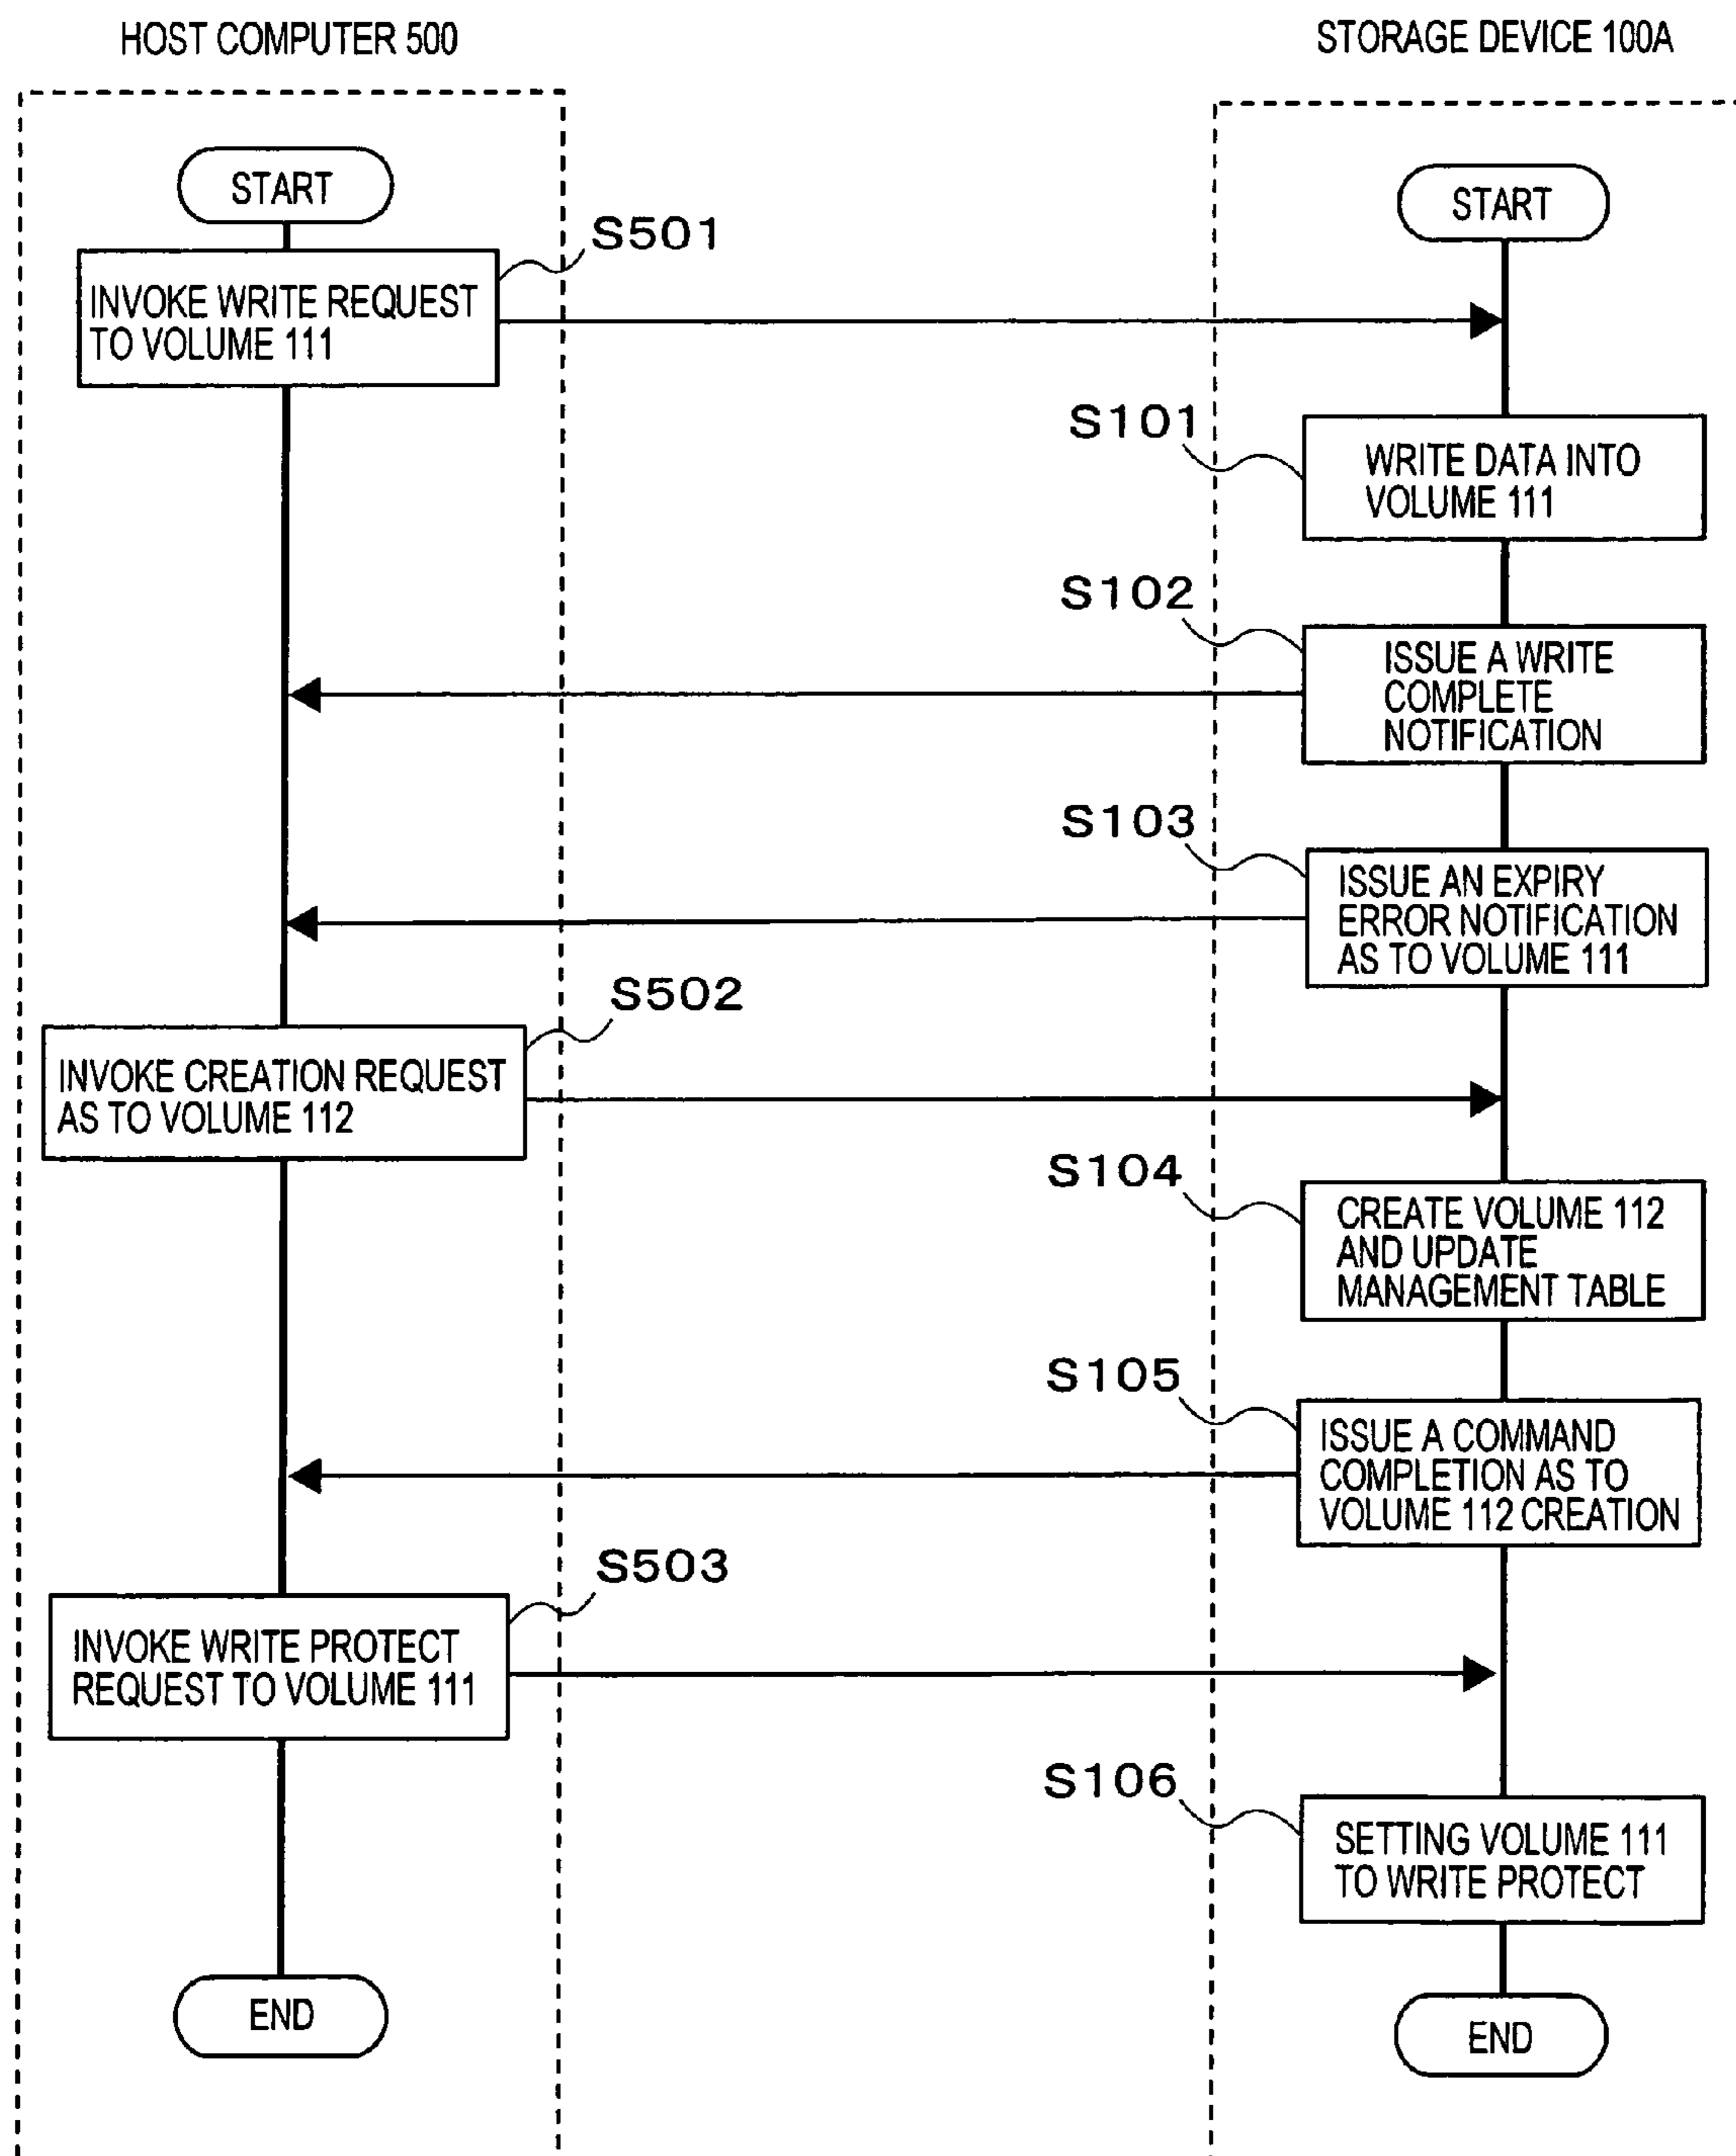 HOST COMPUTER 500
STORAGE DEVICE 100A
START
START
S501
INVOKE WRITE REQUEST
TO VOLUME 111
S101
WRITE DATA INTO
VOLUME 111
S102
ISSUE A WRITE
COMPLETE
NOTIFICATION
S103
ISSUE AN EXPIRY
ERROR NOTIFICATION
AS TO VOLUME 111
S502
INVOKE CREATION REQUEST
AS TO VOLUME 112
S104
CREATE VOLUME 112
AND UPDATE
MANAGEMENT TABLE
S105
ISSUE A COMMAND
COMPLETION AS TO
VOLUME 112 CREATION
S503
INVOKE WRITE PROTECT
REQUEST TO VOLUME 111
S106
SETTING VOLUME 111
TO WRITE PROTECT
END
END